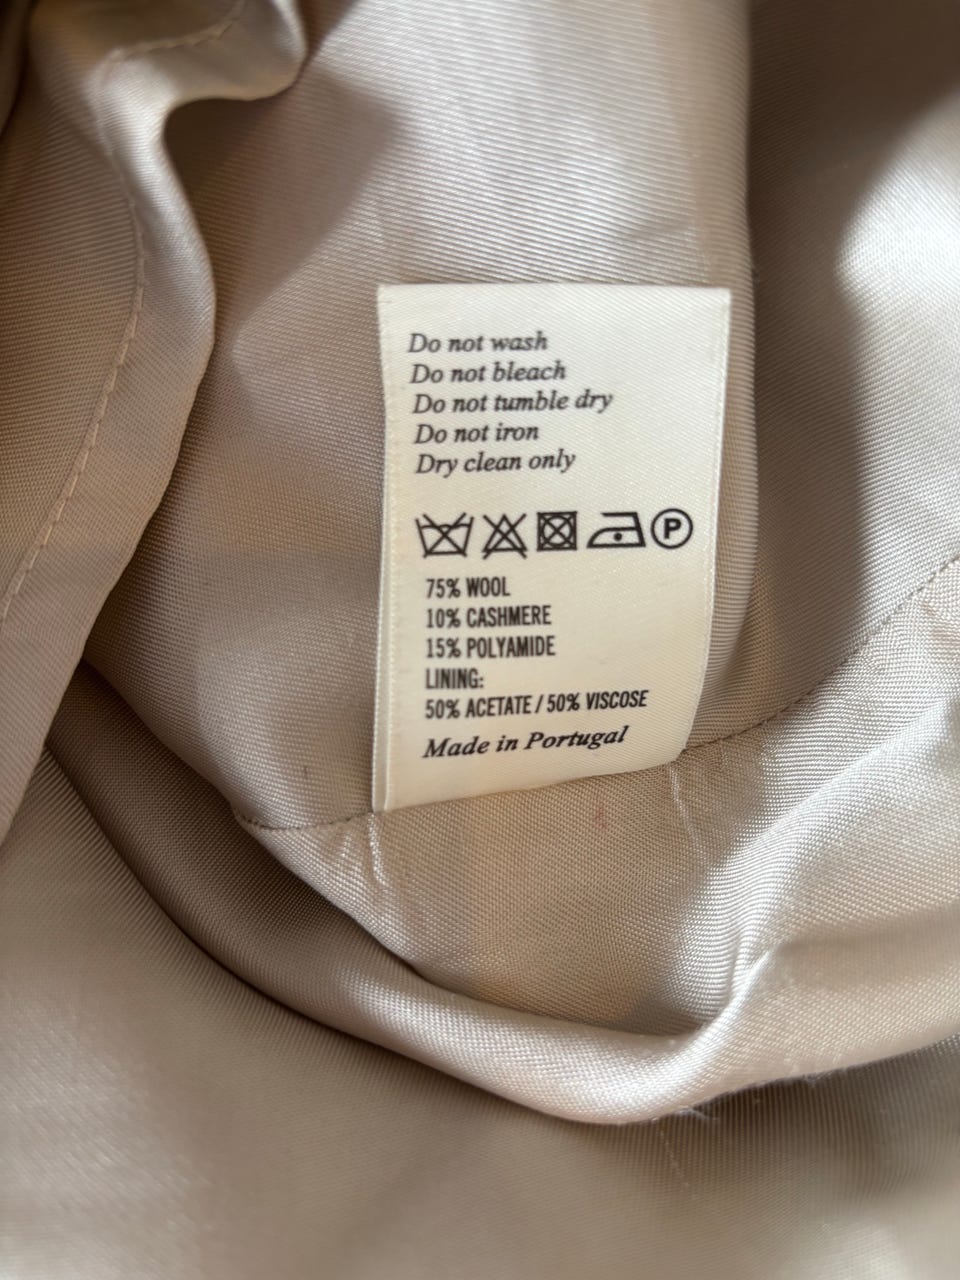 Do not wash
Do not bleach
Do not tumble dry
Do not iron
Dry clean only
P
75% WOOL
10% CASHMERE
15% POLYAMIDE
LINING:
50% ACETATE / 50% VISCOSE
Made in Portugal